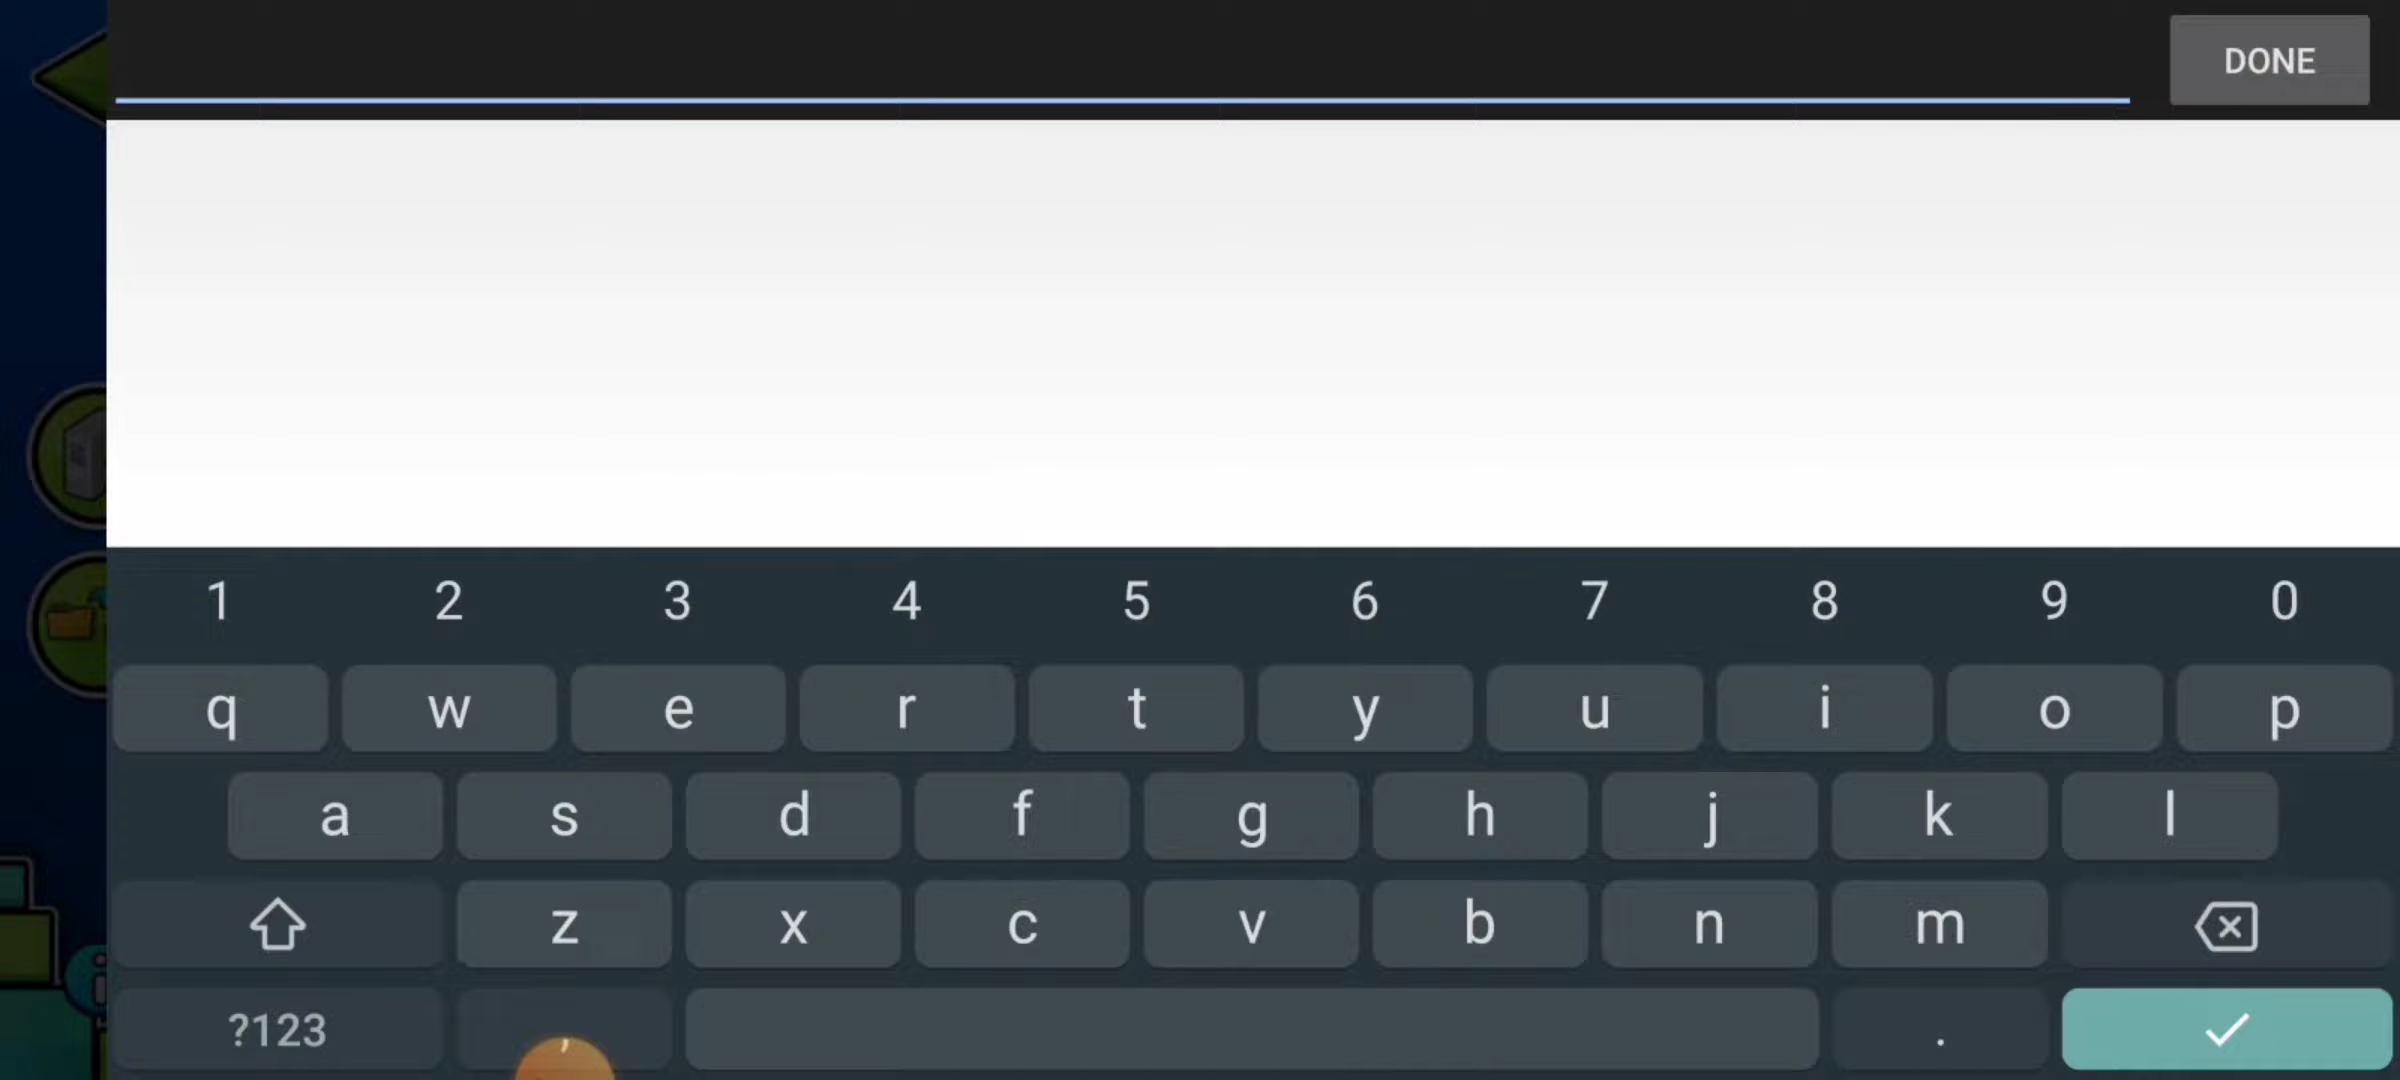 DONE
1 2 3 4 5 6 7 8 9 0
q w e r t y u i o p
a s d f g h j k l
z x c v b n m
?123 , .